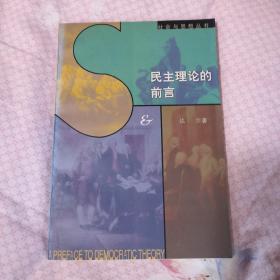 社会与思想丛书
S
民主理论的
前言
&
达 尔 著
PREFACE TO DEMOCRATIC THEORY